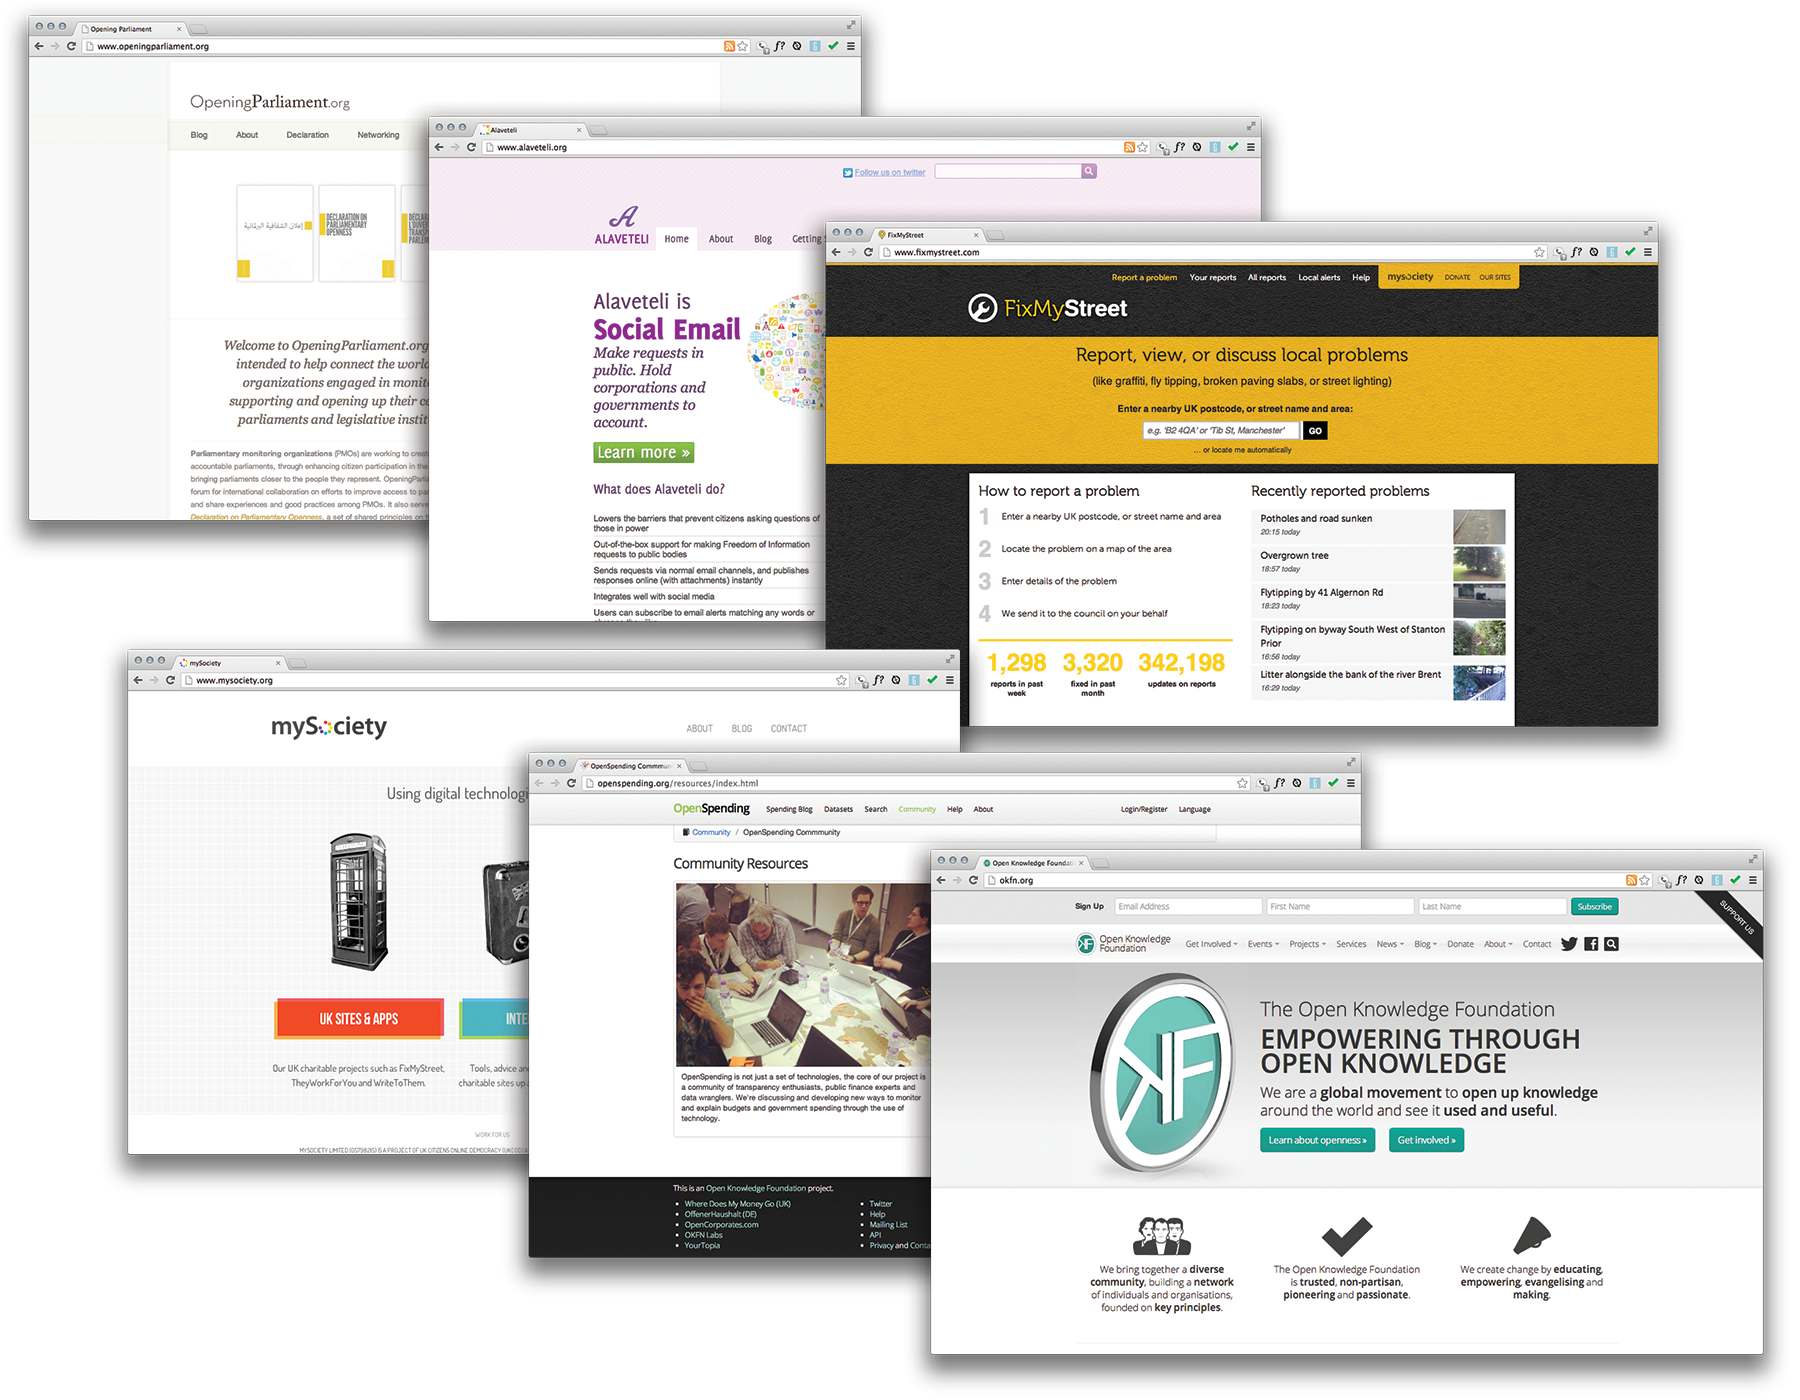 Opening Parliament
www.openingparliament.org
OpeningParliament.org
Blog About Declaration Networking
إعلان الشفافية البرلمانية
DECLARATION ON
PARLIAMENTARY
OPENNESS
Welcome to OpeningParliament.org
intended to help connect the
organizations engaged in
supporting and opening up their
parliaments and legislative
Parliamentary monitoring organizations (PMOs) are working to
accountable parliaments, through enhancing citizen participation in the
bringing parliaments closer to the people they represent.
forum for international collaboration on efforts to improve access to
and share experiences and good practices among PMOs. It also
Declaration on Parliamentary Openness, a set of shared principles on
Alaveteli
www.alaveteli.org
Follow us on twitter
A
ALAVETELI Home About Blog Getting
Alaveteli is
Social Email
Make requests in
public. Hold
corporations and
governments to
account.
Learn more »
What does Alaveteli do?
Lowers the barriers that prevent citizens asking questions of
those in power
Out-of-the-box support for making Freedom of Information
requests to public bodies
Sends requests via normal email channels, and publishes
responses online (with attachments) instantly
Integrates well with social media
Users can subscribe to email alerts matching any words or
FixMyStreet
www.fixmystreet.com
Report a problem Your reports All reports Local alerts Help mysociety DONATE OUR SITES
FixMyStreet
Report, view, or discuss local problems
(like graffiti, fly tipping, broken paving slabs, or street lighting)
Enter a nearby UK postcode, or street name and area:
e.g. 'B2 4QA' or 'Tib St, Manchester' GO
... or locate me automatically
How to report a problem
1 Enter a nearby UK postcode, or street name and area
2 Locate the problem on a map of the area
3 Enter details of the problem
4 We send it to the council on your behalf
1,298 3,320 342,198
reports in past week fixed in past month updates on reports
Recently reported problems
Potholes and road sunken
20:15 today
Overgrown tree
18:57 today
Flytipping by 41 Algernon Rd
18:23 today
Flytipping on byway South West of Stanton
Prior
16:56 today
Litter alongside the bank of the river Brent
16:29 today
mySociety
www.mysociety.org
mySociety
ABOUT BLOG CONTACT
Using digital
UK SITES & APPS
Our UK charitable projects such as FixMyStreet,
TheyWorkForYou and WriteToThem.
Tools, advice
charitable sites up
WORK FOR US
MYSOCIETY LIMITED (05798215) IS A PROJECT OF UK CITIZENS ONLINE DEMOCRACY
OpenSpending Commmun
openspending.org/resources/index.html
OpenSpending Spending Blog Datasets Search Community Help About Login/Register Language
Community / OpenSpending Commmunity
Community Resources
OpenSpending is not just a set of technologies, the core of our project is
a community of transparency enthusiasts, public finance experts and
data wranglers. We're discussing and developing new ways to monitor
and explain budgets and government spending through the use of
technology.
This is an Open Knowledge Foundation project.
Where Does My Money Go (UK)
OffenerHaushalt (DE)
OpenCorporates.com
OKFN Labs
YourTopia
Twitter
Help
Mailing List
API
Privacy and
Open Knowledge Foundati
okfn.org
Sign Up Email Address First Name Last Name Subscribe
SUPPORT US
Open Knowledge
Foundation
Get Involved Events Projects Services News Blog Donate About Contact
The Open Knowledge Foundation
EMPOWERING THROUGH
OPEN KNOWLEDGE
We are a global movement to open up knowledge
around the world and see it used and useful.
Learn about openness » Get involved »
We bring together a diverse
community, building a network
of individuals and organisations,
founded on key principles.
The Open Knowledge Foundation
is trusted, non-partisan,
pioneering and passionate.
We create change by educating,
empowering, evangelising and
making.